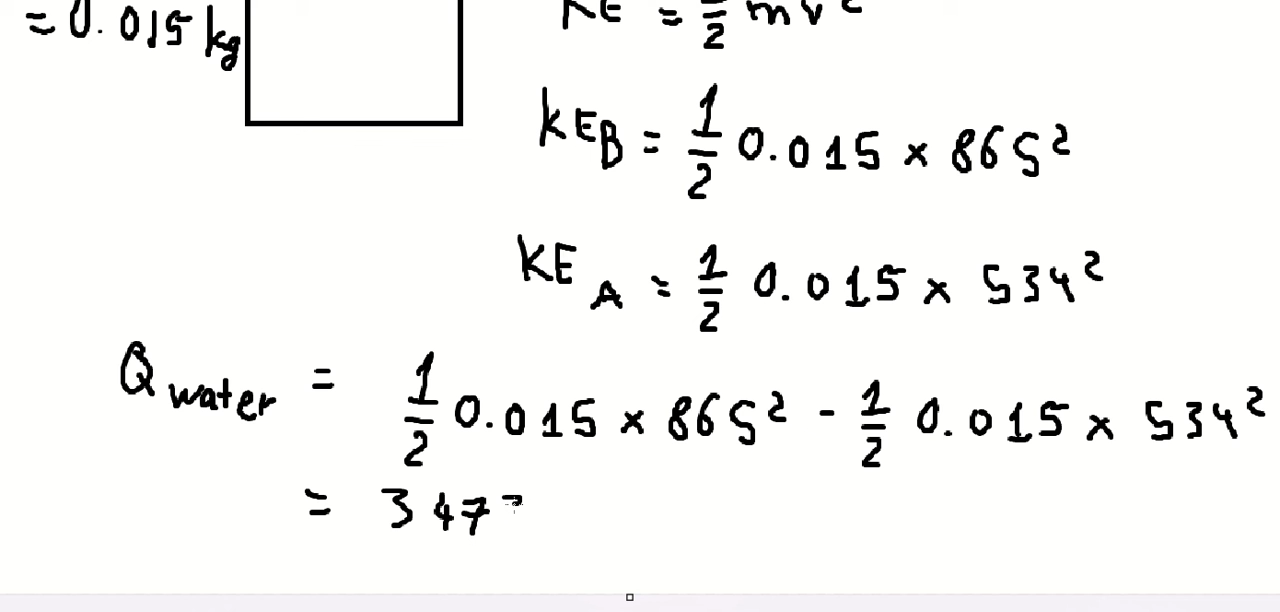 = 0.015 kg
KE = 1/2 mv²
KE_B = 1/2 0.015 × 865²
KE_A = 1/2 0.015 × 534²
Q_water = 1/2 0.015 × 865² - 1/2 0.015 × 534²
= 347